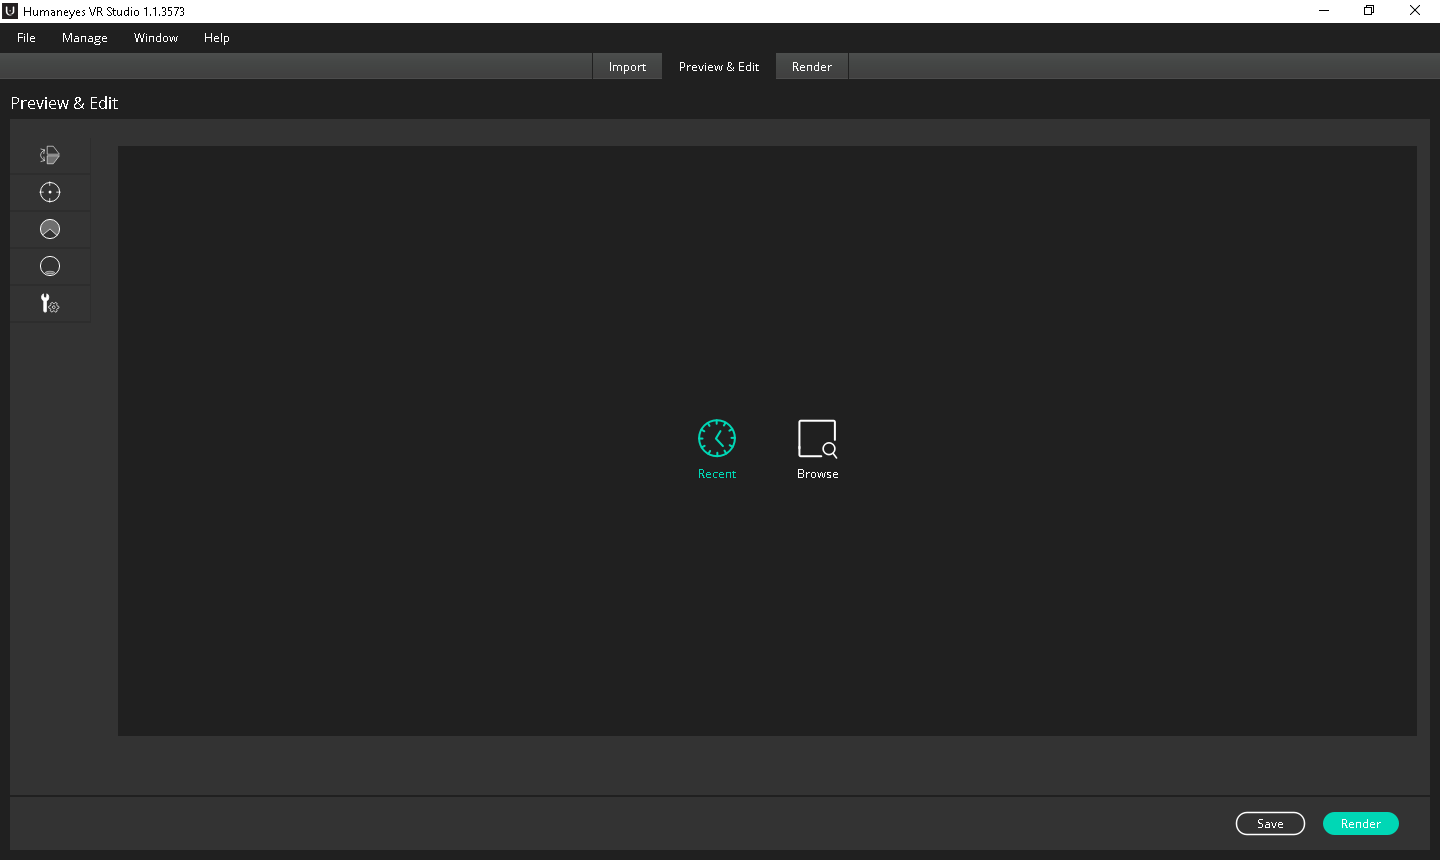 Humaneyes VR Studio 1.1.3573
File Manage Window Help
Import Preview & Edit Render
Preview & Edit
Recent Browse
Save Render